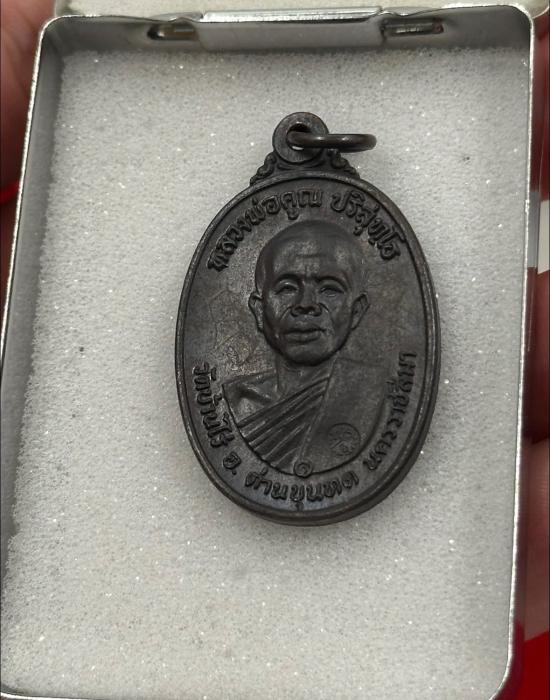 หลวงพ่อคูณ ปริสุทฺโธ
วัดบ้านไร่ อ. ด่านขุนทด นครราชสีมา